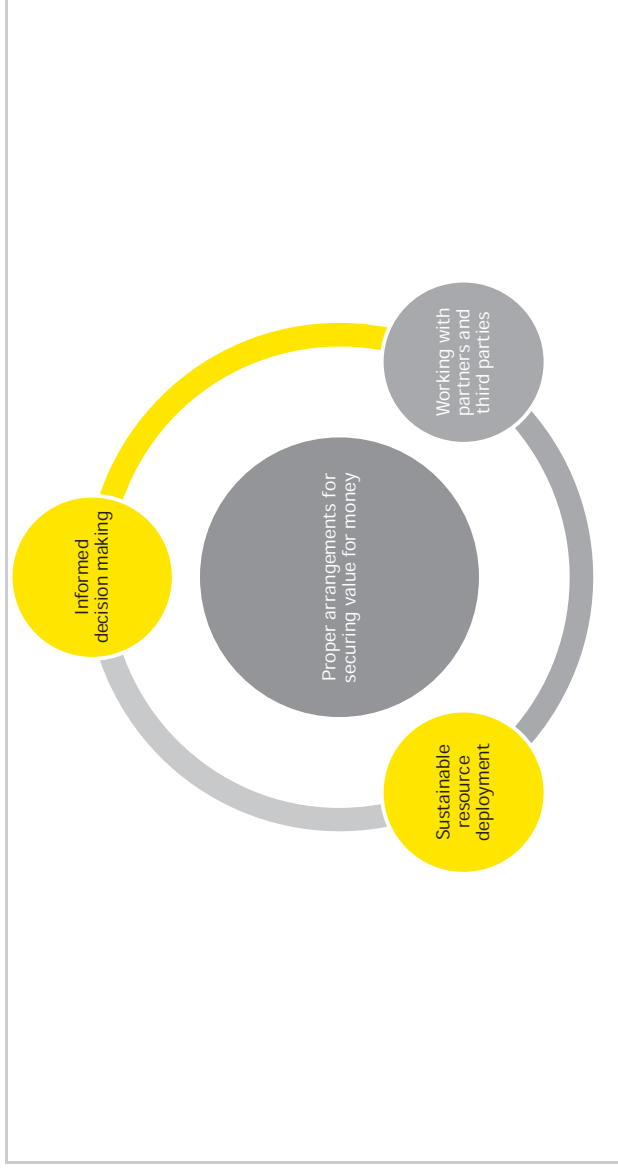 Informed
decision making
Proper arrangements for
securing value for money
Working with
partners and
third parties
Sustainable
resource
deployment